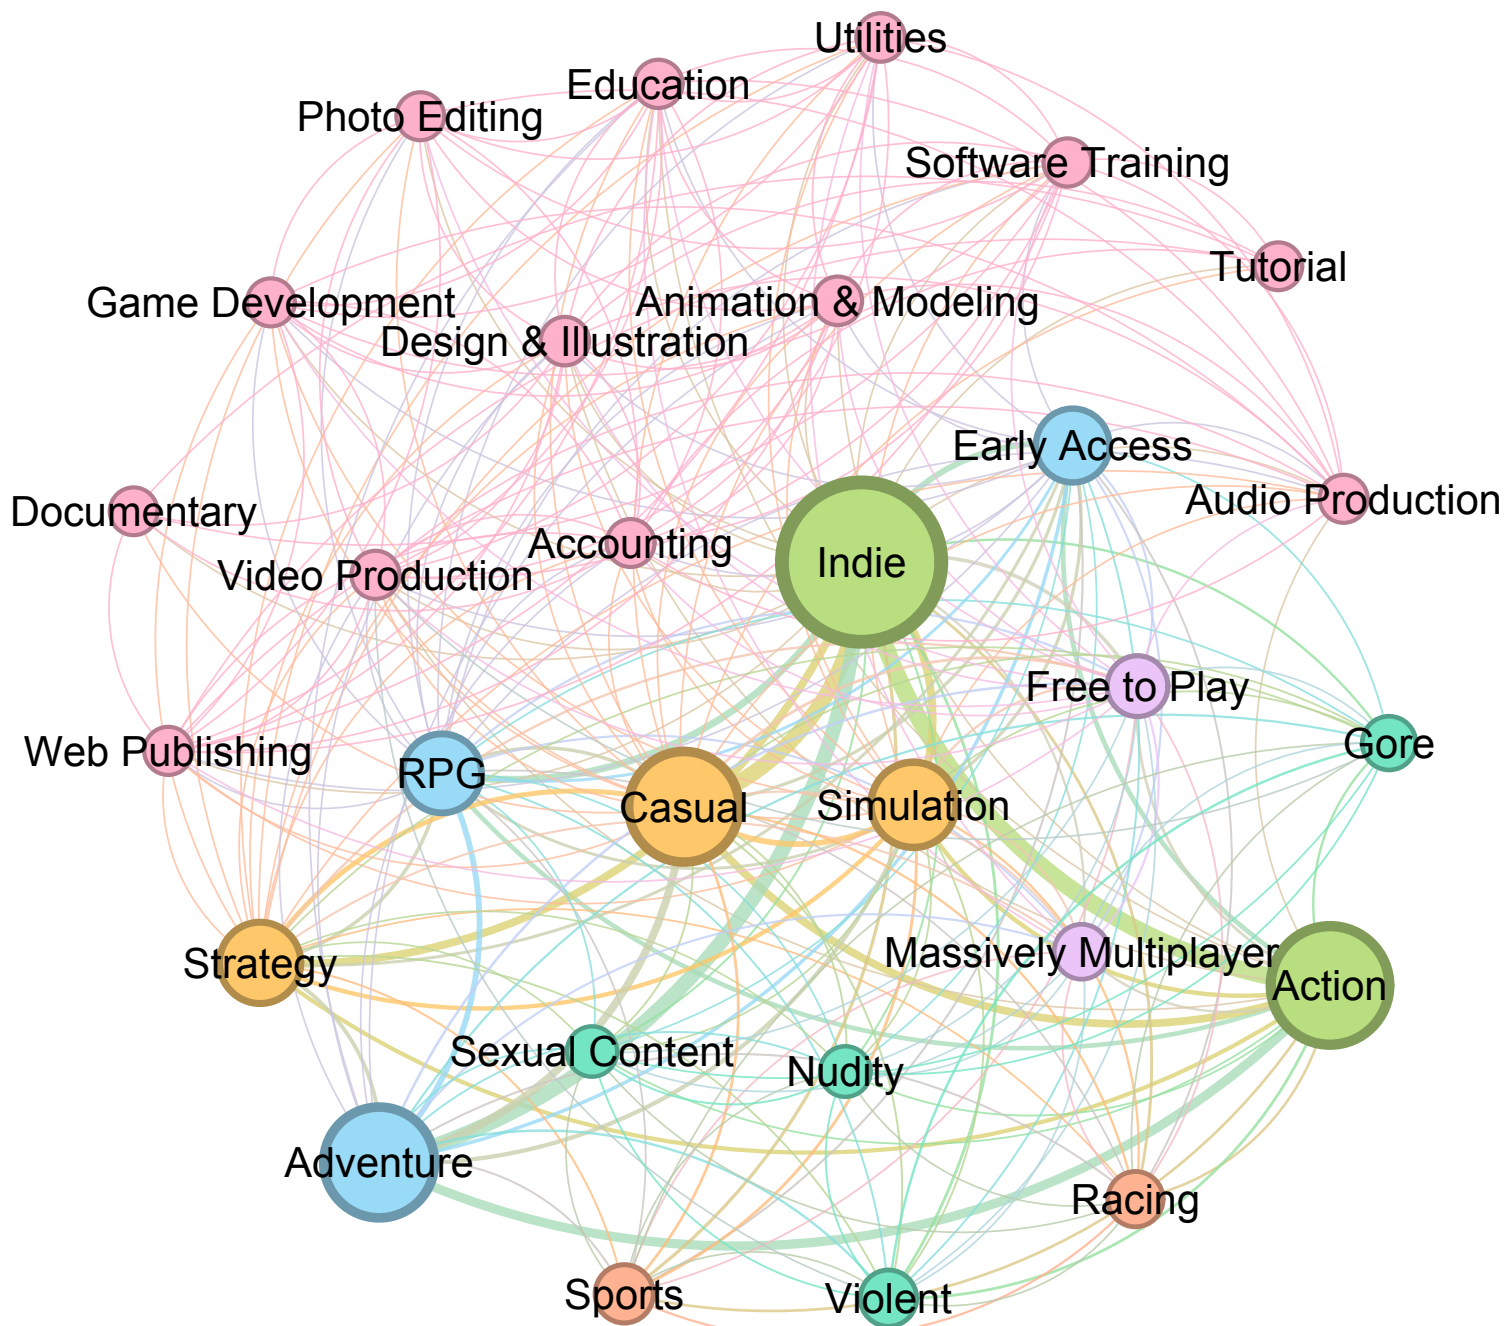 Utilities
Education
Photo Editing
Software Training
Tutorial
Game Development
Animation & Modeling
Design & Illustration
Early Access
Audio Production
Documentary
Accounting
Indie
Video Production
Free to Play
Gore
Web Publishing
RPG
Casual
Simulation
Strategy
Massively Multiplayer
Action
Sexual Content
Nudity
Adventure
Racing
Sports
Violent